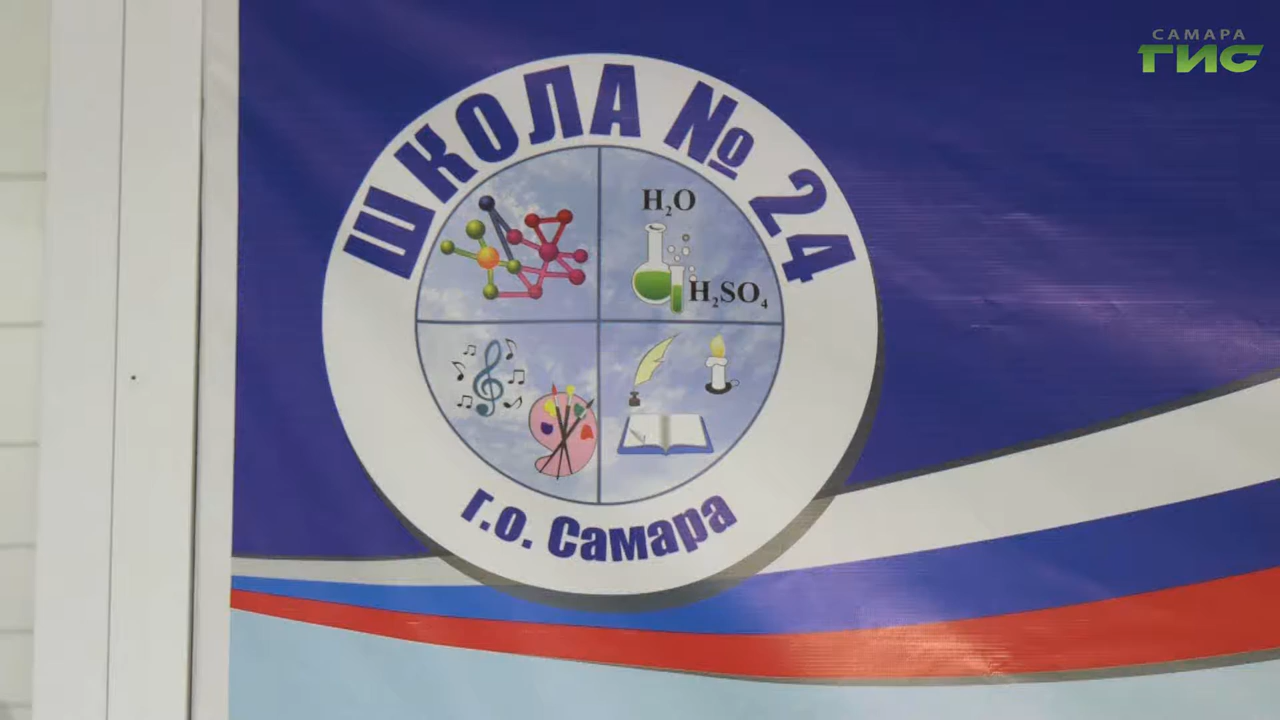 САМАРА
ГИС
ШКОЛА № 24
H₂O
H₂SO₄
г.о. Самара